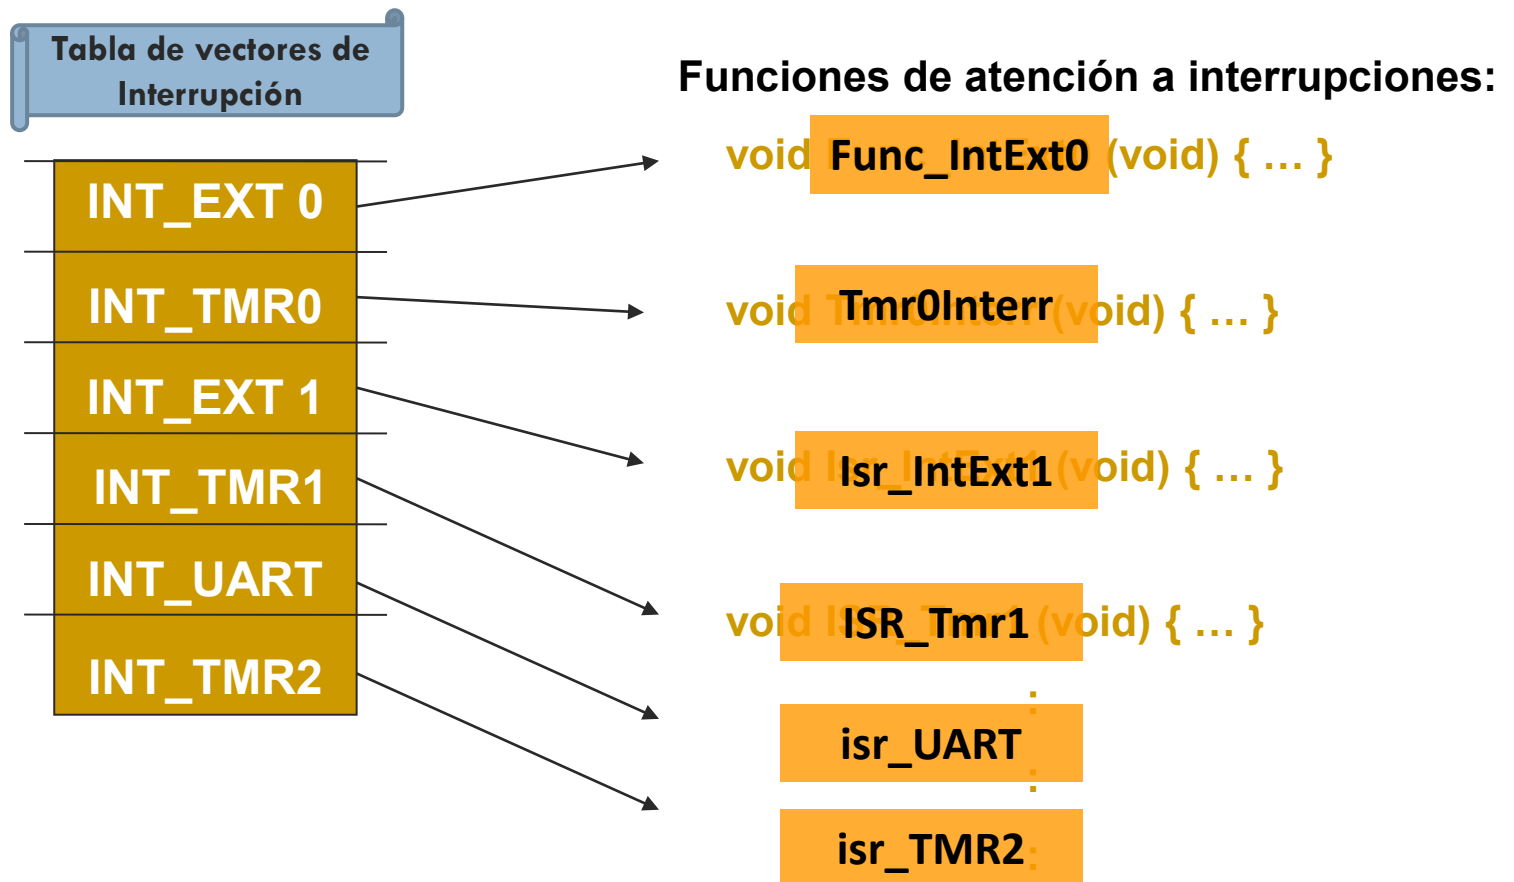 Tabla de vectores de
Interrupción
Funciones de atención a interrupciones:
INT_EXT 0
INT_TMR0
INT_EXT 1
INT_TMR1
INT_UART
INT_TMR2
void Func_IntExt0 (void) { … }
void Tmr0Interr (void) { … }
void Isr_IntExt1 (void) { … }
void ISR_Tmr1 (void) { … }
:
isr_UART
:
isr_TMR2
: